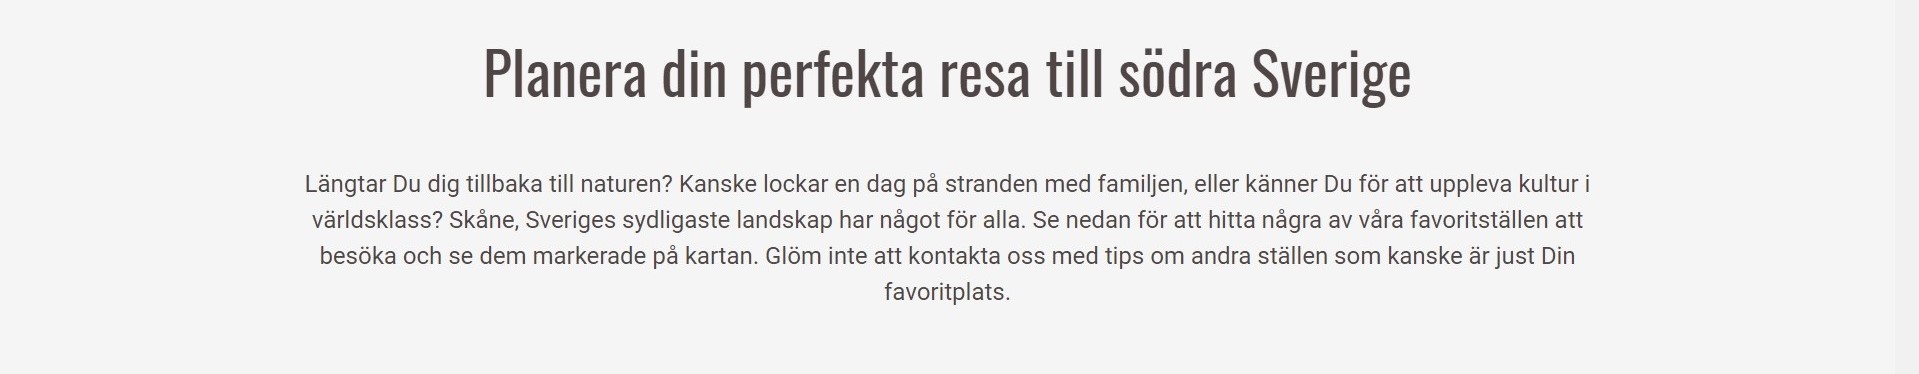 Planera din perfekta resa till södra Sverige
Längtar Du dig tillbaka till naturen? Kanske lockar en dag på stranden med familjen, eller känner Du för att uppleva kultur i
världsklass? Skåne, Sveriges sydligaste landskap har något för alla. Se nedan för att hitta några av våra favoritställen att
besöka och se dem markerade på kartan. Glöm inte att kontakta oss med tips om andra ställen som kanske är just Din
favoritplats.